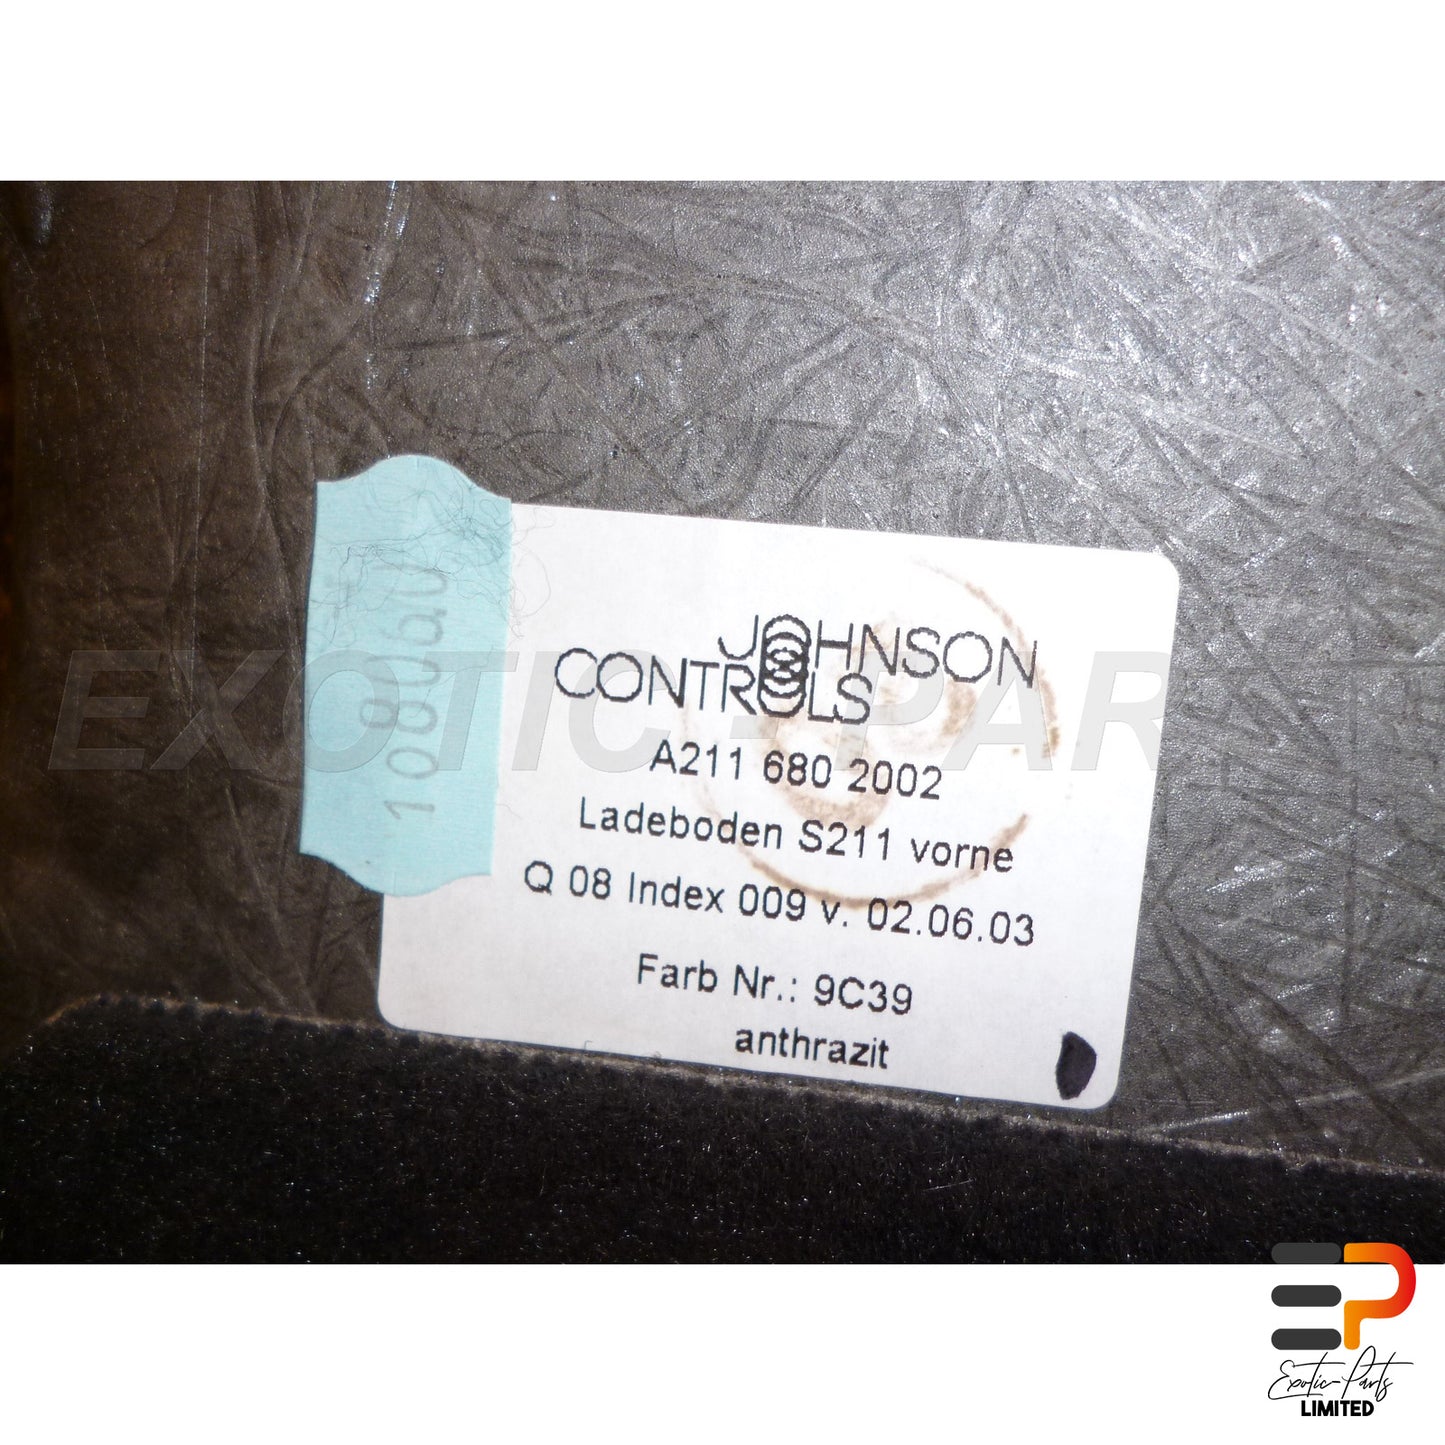 JOHNSON
CONTROLS
A211 680 2002
Ladeboden S211 vorne
Q 08 Index 009 v. 02.06.03
Farb Nr.: 9C39
anthrazit
EXOTIC - PAR
EP
Exotic-Parts
LIMITED